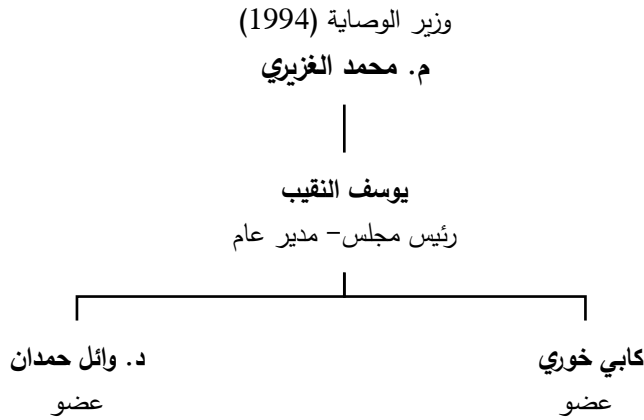 وزير الوصاية (1994)
م. محمد الغزيري
يوسف النقيب
رئيس مجلس- مدير عام
كابي خوري
عضو
د. وائل حمدان
عضو